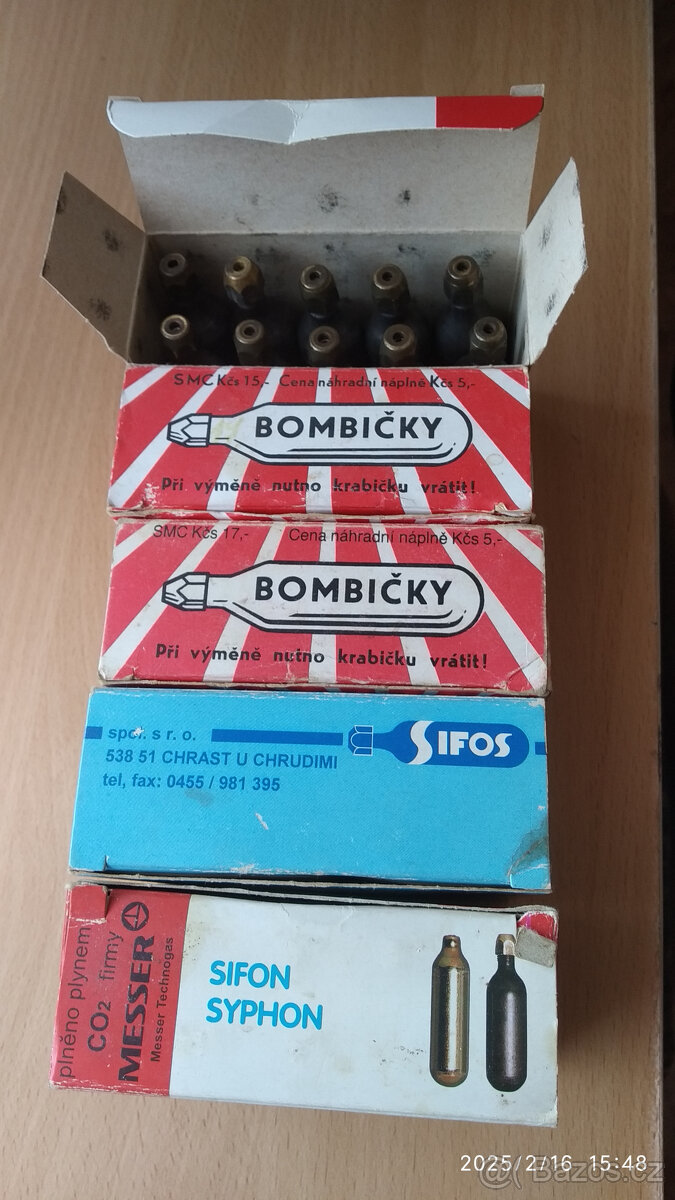 SMC Kčs 15,- Cena náhradní náplně Kčs 5,-
BOMBIČKY
Při výměně nutno krabičku vrátit!
SMC Kčs 17,- Cena náhradní náplně Kčs 5,-
BOMBIČKY
Při výměně nutno krabičku vrátit!
spol. s r. o.
SIFOS
538 51 CHRAST U CHRUDIMI
tel, fax: 0455 / 981 395
plněno plynem
CO2 firmy
MESSER
Messer Technogas
SIFON
SYPHON
2025/2/16 15:48
Bazos.cz